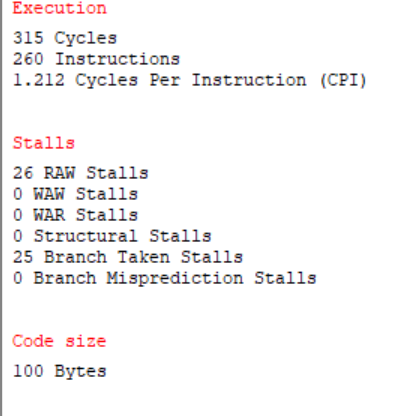 Execution
315 Cycles
260 Instructions
1.212 Cycles Per Instruction (CPI)
Stalls
26 RAW Stalls
0 WAW Stalls
0 WAR Stalls
0 Structural Stalls
25 Branch Taken Stalls
0 Branch Misprediction Stalls
Code size
100 Bytes